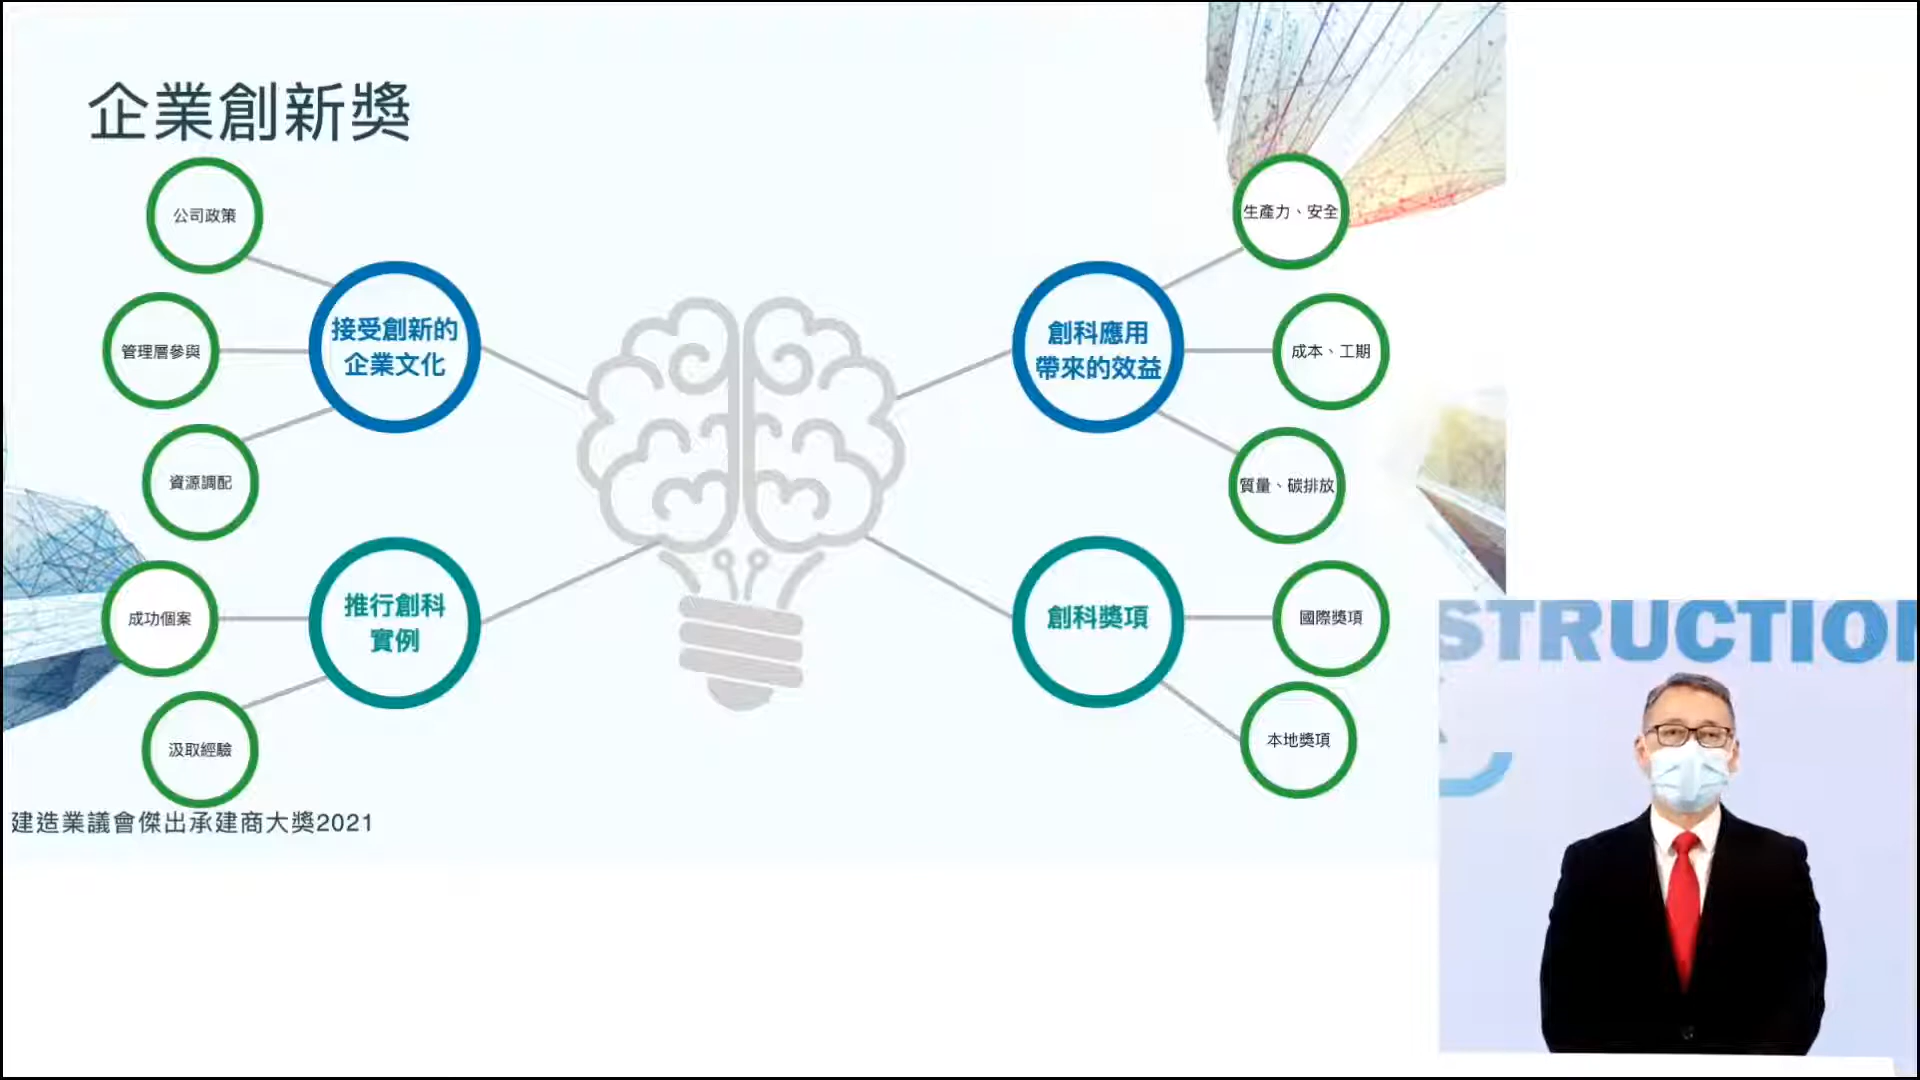 企業創新獎
公司政策
管理層參與
資源調配
接受創新的
企業文化
成功個案
汲取經驗
推行創科
實例
創科應用
帶來的效益
生產力、安全
成本、工期
質量、碳排放
創科獎項
國際獎項
本地獎項
建造業議會傑出承建商大獎2021
STRUCTION